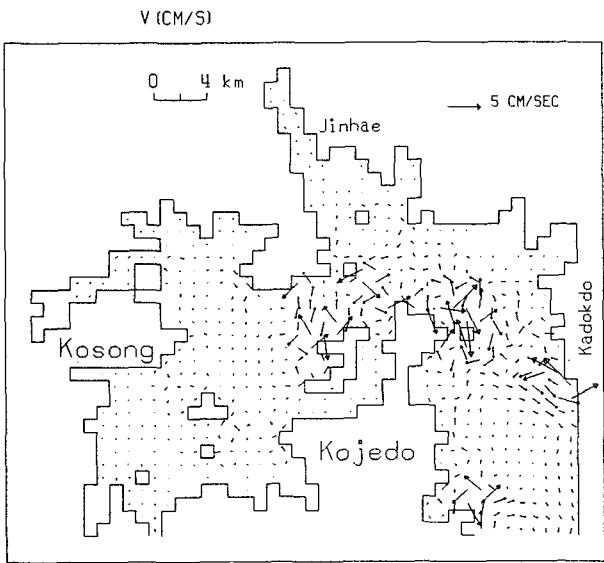 V (CM/S)
0 4 km
5 CM/SEC
Jinhae
Kadokdo
Kosong
Kojedo